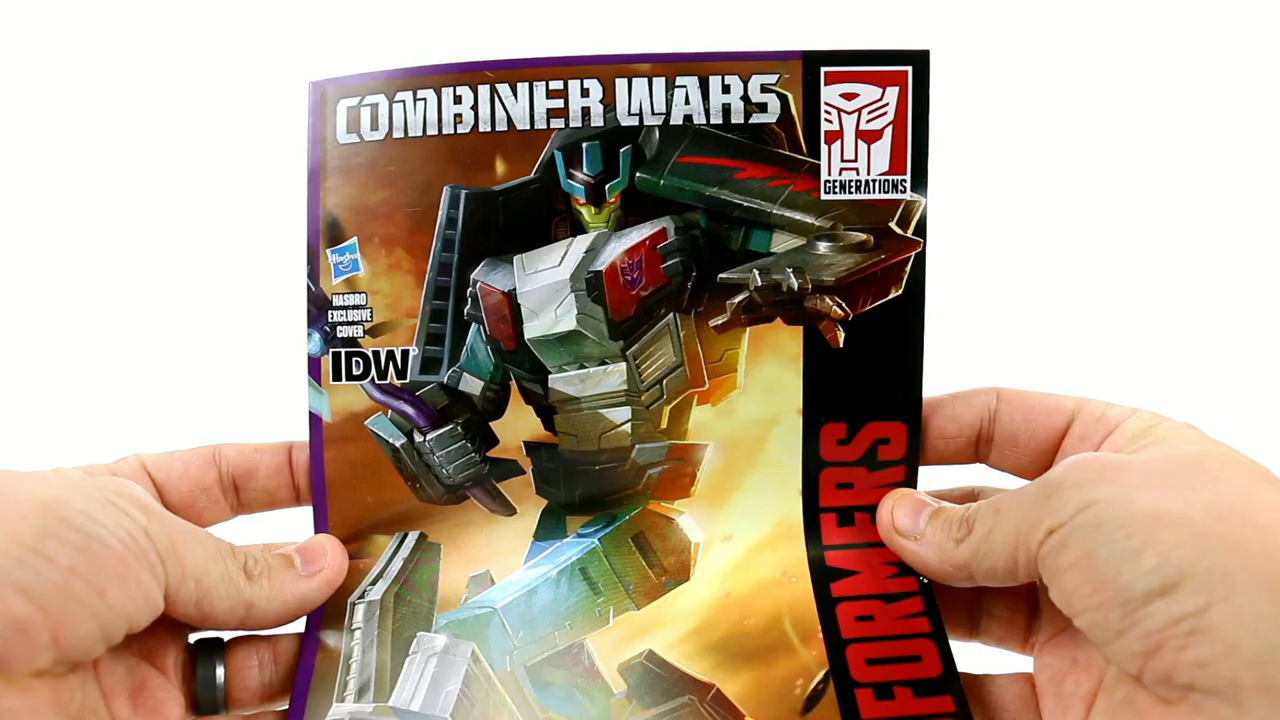 COMBINER WARS
GENERATIONS
Hasbro
HASBRO
EXCLUSIVE
COVER
IDW
FORMERS